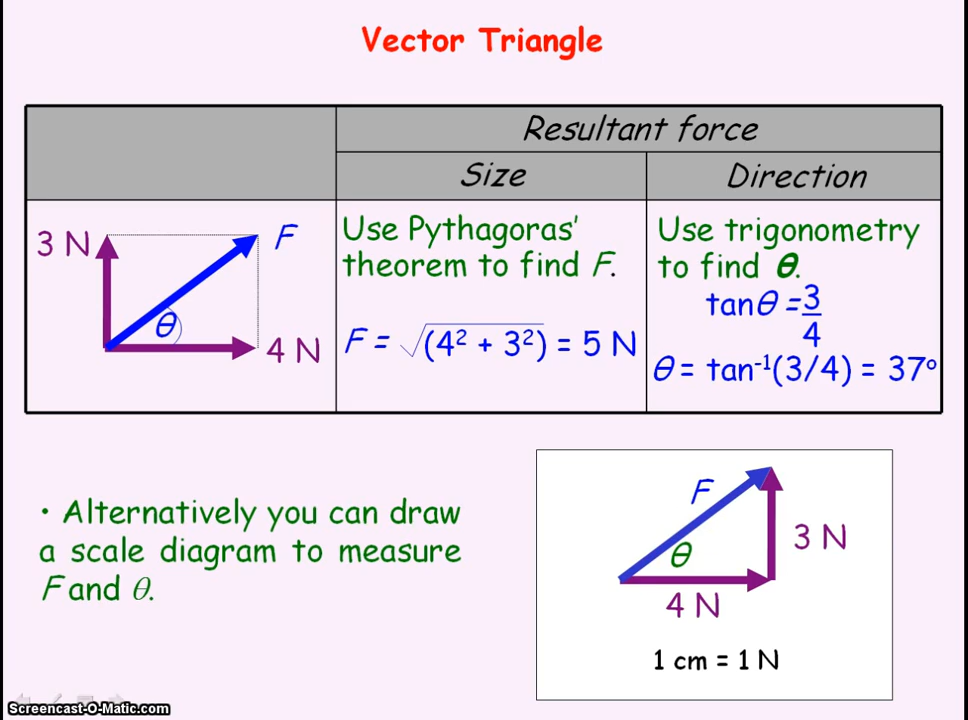 Vector Triangle
Resultant force
Size
Direction
3 N
F
θ
4 N
Use Pythagoras’
theorem to find F.
F = √(4² + 3²) = 5 N
Use trigonometry
to find θ.
tanθ = 3
4
θ = tan⁻¹(3/4) = 37º
• Alternatively you can draw
a scale diagram to measure
F and θ.
F
θ
3 N
4 N
1 cm = 1 N
Screencast-O-Matic.com